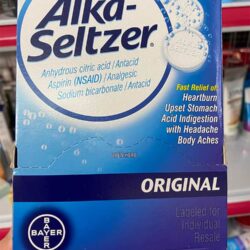 Alka-
Seltzer®
Anhydrous citric acid / Antacid
Aspirin (NSAID) / Analgesic
Sodium bicarbonate / Antacid
Fast Relief of
Heartburn
Upset Stomach
Acid Indigestion
with Headache
Body Aches
ORIGINAL
BAYER
BAYER
Labeled for
Individual
Resale